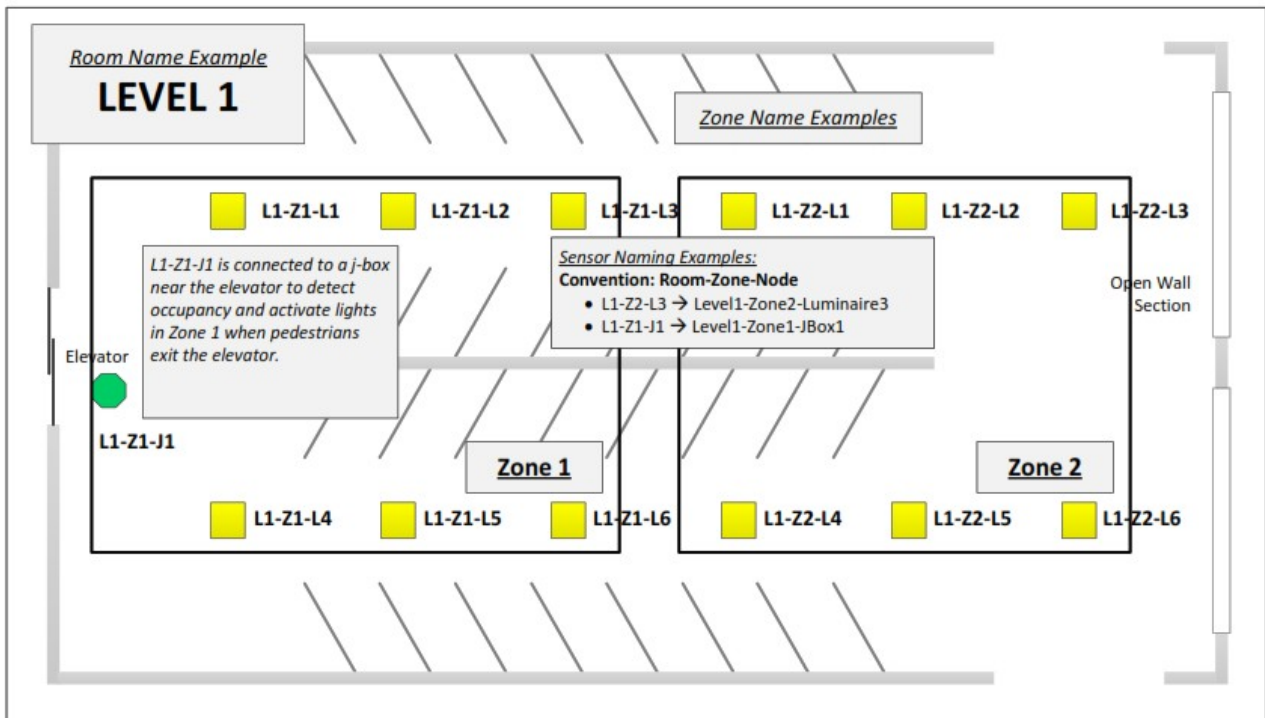 Room Name Example
LEVEL 1
Zone Name Examples
L1-Z1-L1
L1-Z1-L2
L1-Z1-L3
L1-Z2-L1
L1-Z2-L2
L1-Z2-L3
L1-Z1-J1 is connected to a j-box
near the elevator to detect
occupancy and activate lights
in Zone 1 when pedestrians
exit the elevator.
Sensor Naming Examples:
Convention: Room-Zone-Node
• L1-Z2-L3 → Level1-Zone2-Luminaire3
• L1-Z1-J1 → Level1-Zone1-JBox1
Open Wall
Section
Elevator
L1-Z1-J1
Zone 1
Zone 2
L1-Z1-L4
L1-Z1-L5
L1-Z1-L6
L1-Z2-L4
L1-Z2-L5
L1-Z2-L6